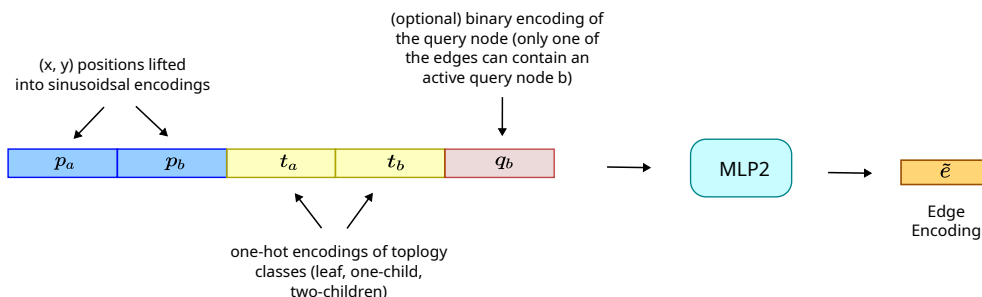 (optional) binary encoding of
the query node (only one of
the edges can contain an
active query node b)
(x, y) positions lifted
into sinusoidsal encodings
p_a p_b t_a t_b q_b
MLP2
ẽ
Edge
Encoding
one-hot encodings of toplogy
classes (leaf, one-child,
two-children)